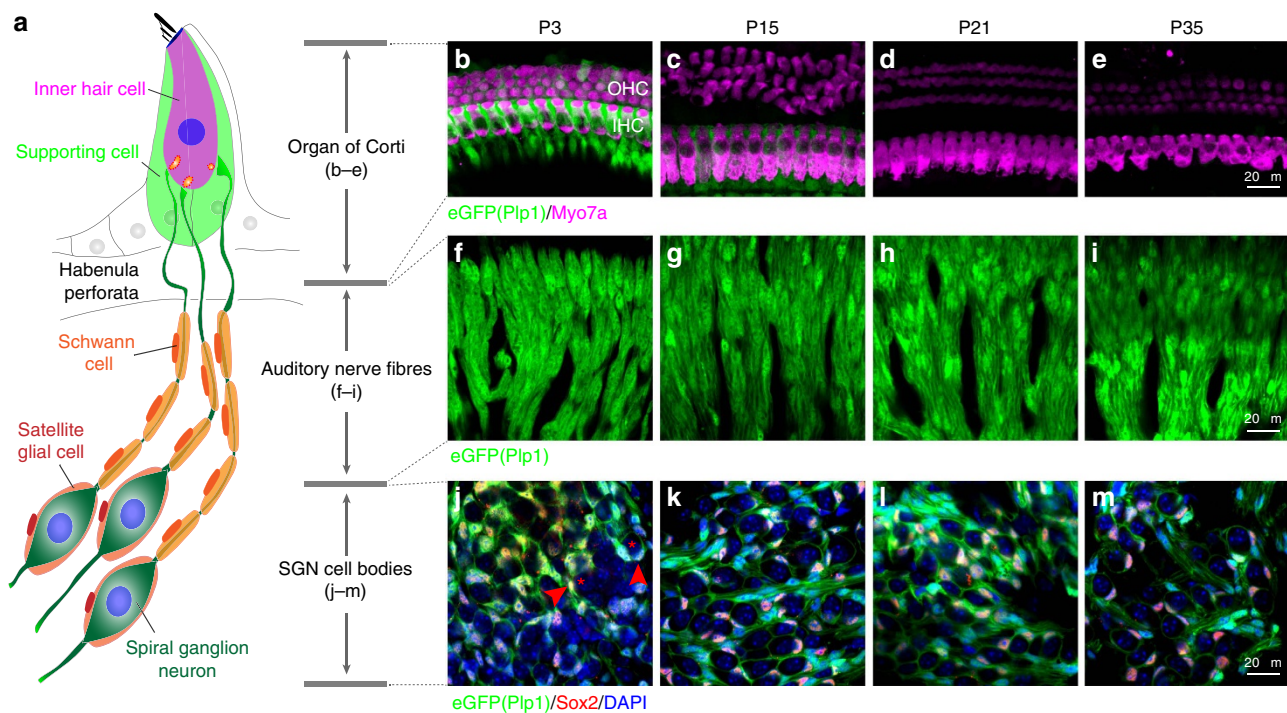 a
Inner hair cell
Supporting cell
Habenula
perforata
Schwann
cell
Satellite
glial cell
Spiral ganglion
neuron
Organ of Corti
(b–e)
Auditory nerve fibres
(f–i)
SGN cell bodies
(j–m)
P3
P15
P21
P35
b
OHC
IHC
c
d
e
20 m
eGFP(Plp1)/Myo7a
f
g
h
i
20 m
eGFP(Plp1)
j
*
*
k
l
m
20 m
eGFP(Plp1)/Sox2/DAPI